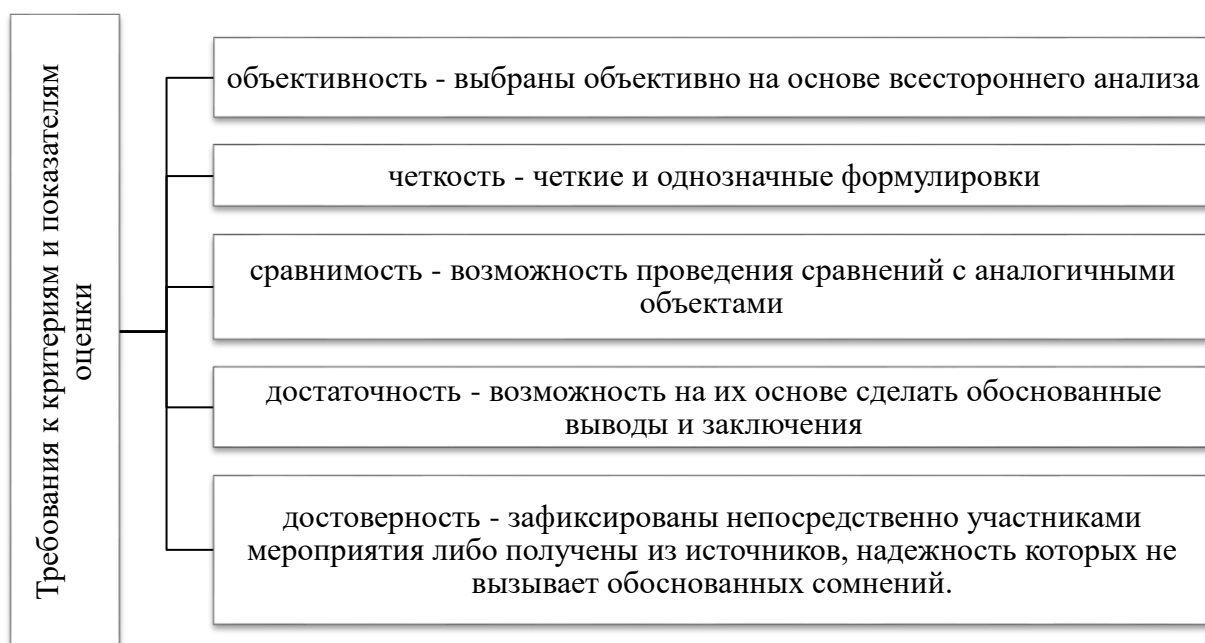 Требования к критериям и показателям
оценки
объективность - выбраны объективно на основе всестороннего анализа
четкость - четкие и однозначные формулировки
сравнимость - возможность проведения сравнений с аналогичными
объектами
достаточность - возможность на их основе сделать обоснованные
выводы и заключения
достоверность - зафиксированы непосредственно участниками
мероприятия либо получены из источников, надежность которых не
вызывает обоснованных сомнений.